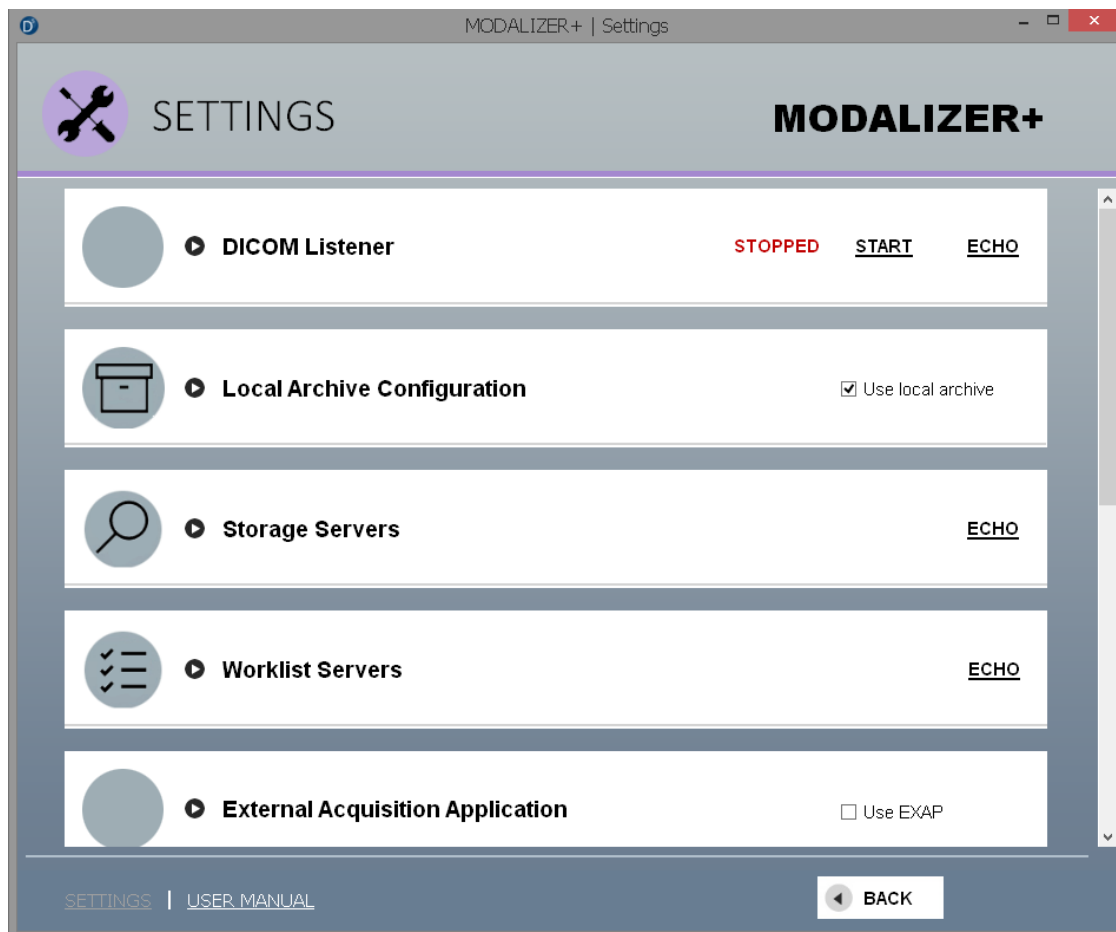 MODALIZER+ | Settings
SETTINGS
MODALIZER+
DICOM Listener STOPPED START ECHO
Local Archive Configuration Use local archive
Storage Servers ECHO
Worklist Servers ECHO
External Acquisition Application Use EXAP
SETTINGS | USER MANUAL BACK